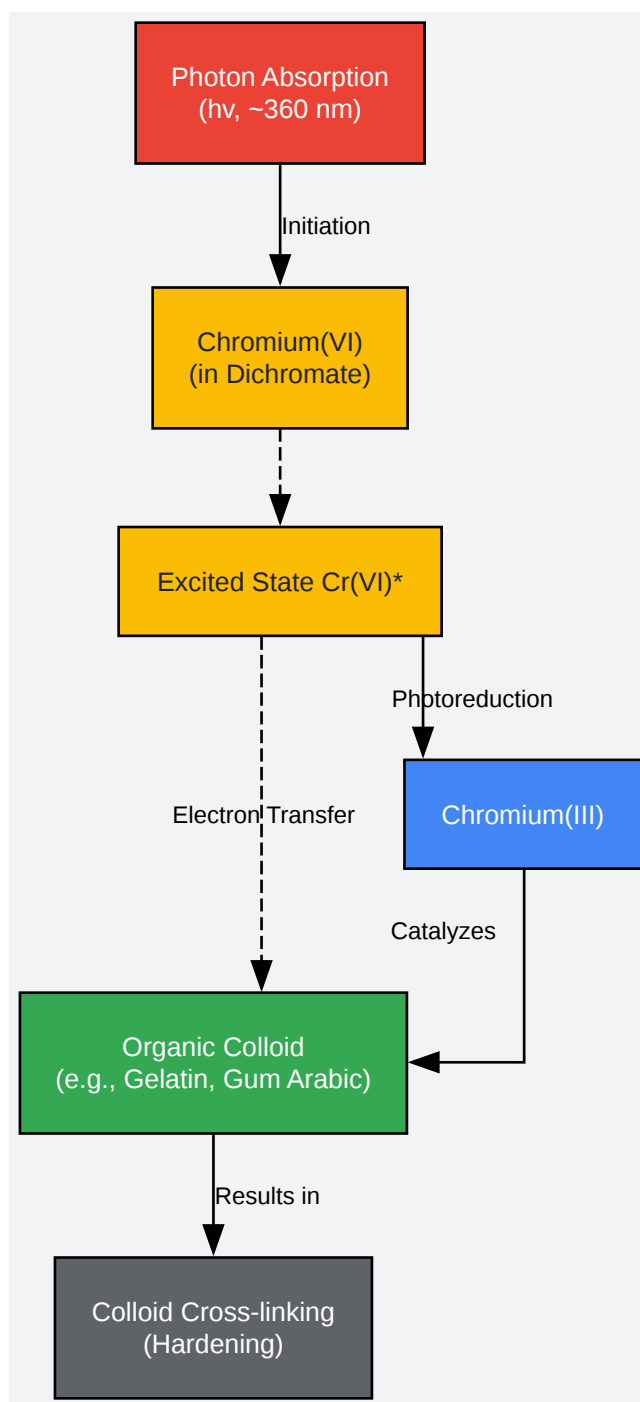 Photon Absorption
(hv, ~360 nm)
Initiation
Chromium(VI)
(in Dichromate)
Excited State Cr(VI)*
Photoreduction
Electron Transfer
Chromium(III)
Catalyzes
Organic Colloid
(e.g., Gelatin, Gum Arabic)
Results in
Colloid Cross-linking
(Hardening)